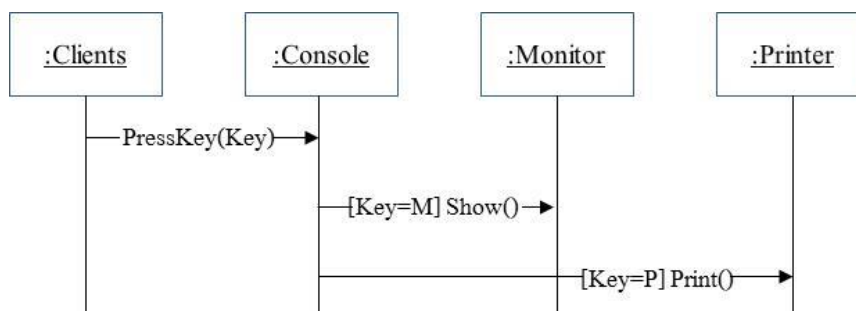 :Clients
:Console
:Monitor
:Printer
PressKey(Key)
[Key=M] Show()
[Key=P] Print()